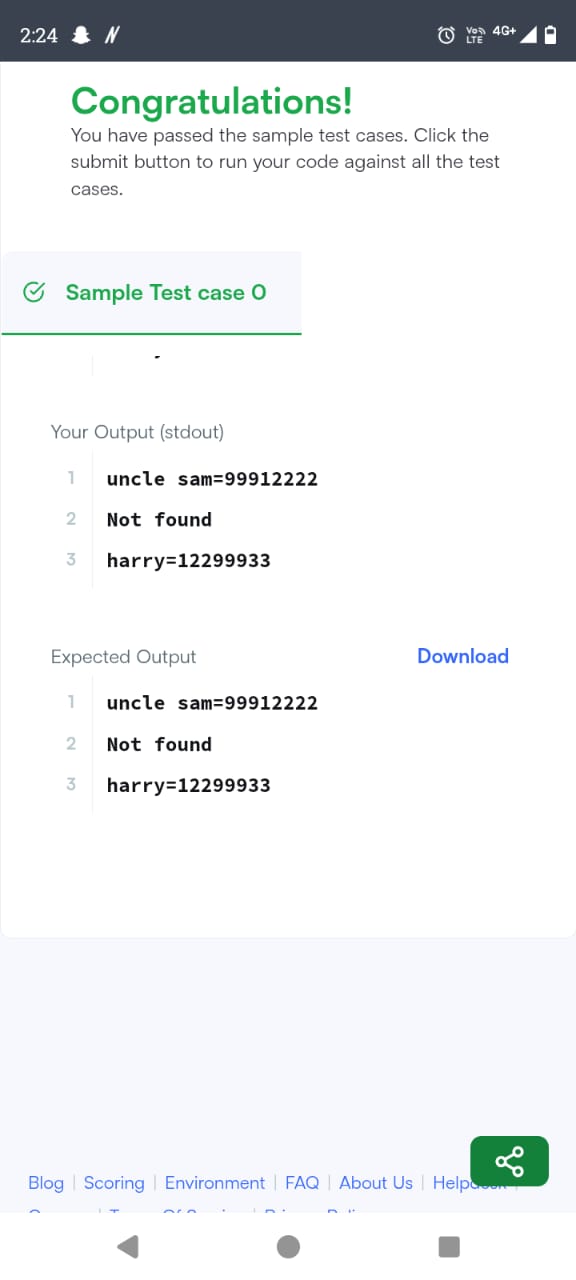 2:24 Vo)) LTE 4G+
Congratulations!
You have passed the sample test cases. Click the
submit button to run your code against all the test
cases.
Sample Test case 0
Your Output (stdout)
1 uncle sam=99912222
2 Not found
3 harry=12299933
Expected Output Download
1 uncle sam=99912222
2 Not found
3 harry=12299933
Blog | Scoring | Environment | FAQ | About Us | Helpdesk |